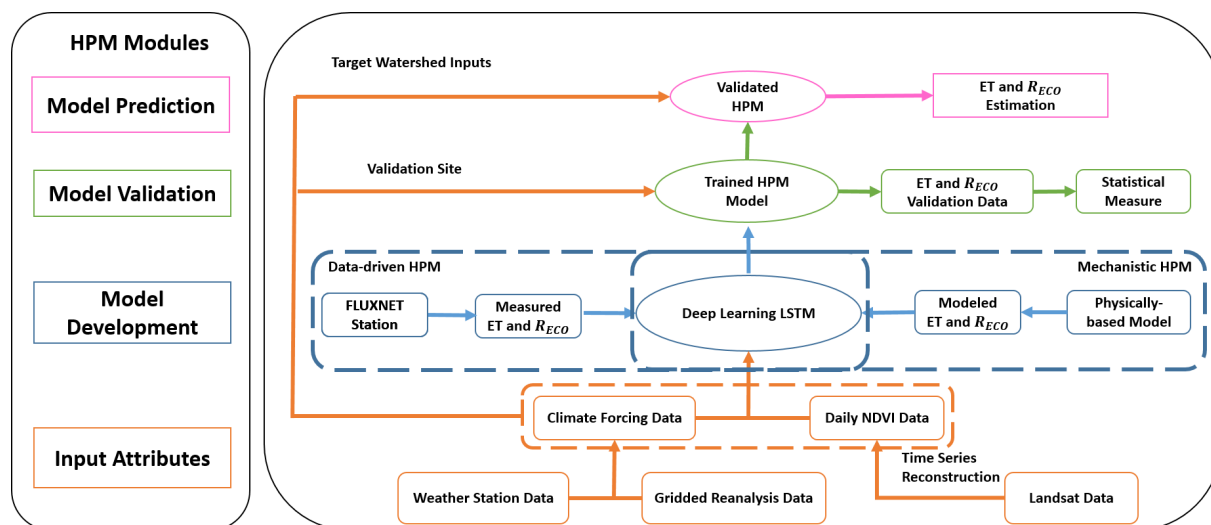 HPM Modules
Model Prediction
Model Validation
Model
Development
Input Attributes
Target Watershed Inputs
Validated
HPM
ET and R_ECO
Estimation
Validation Site
Trained HPM
Model
ET and R_ECO
Validation Data
Statistical
Measure
Data-driven HPM
Mechanistic HPM
FLUXNET
Station
Measured
ET and R_ECO
Deep Learning LSTM
Modeled
ET and R_ECO
Physically-
based Model
Climate Forcing Data
Daily NDVI Data
Time Series
Reconstruction
Weather Station Data
Gridded Reanalysis Data
Landsat Data